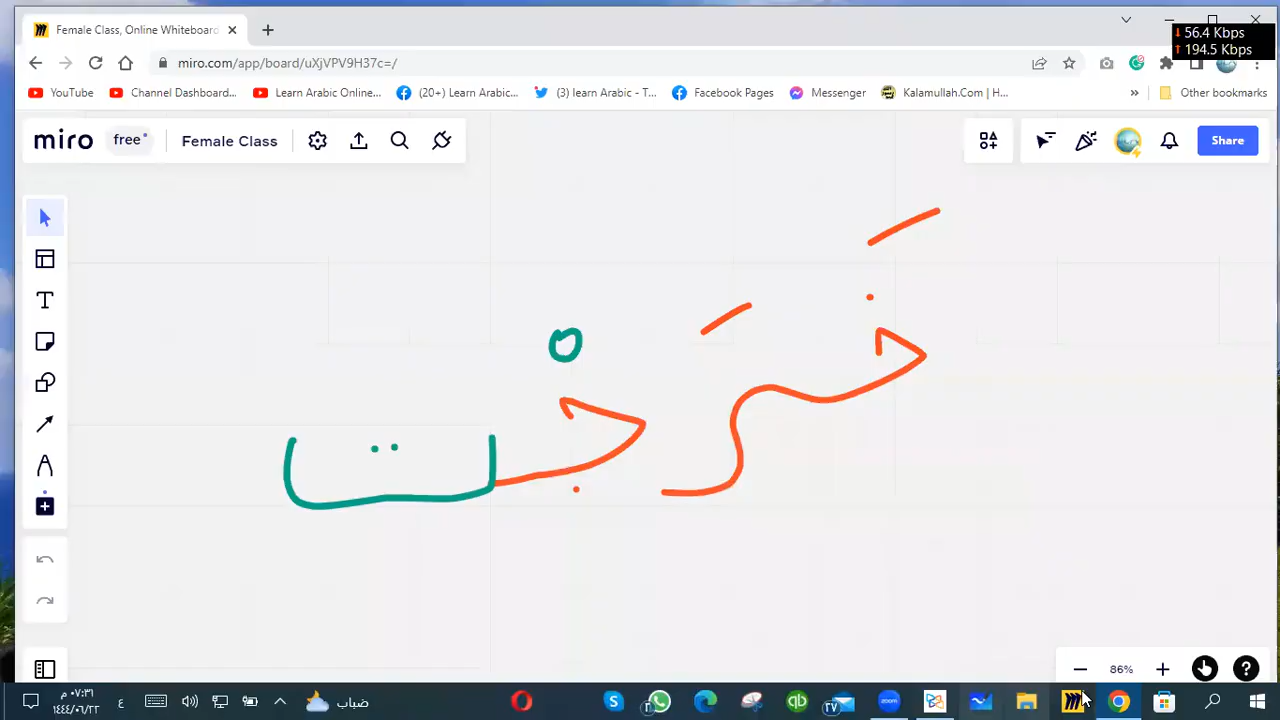 Female Class, Online Whiteboard
56.4 Kbps
194.5 Kbps
miro.com/app/board/uXjVPV9H37c=/
YouTube
Channel Dashboard...
Learn Arabic Online...
(20+) Learn Arabic...
(3) learn Arabic - T...
Facebook Pages
Messenger
Kalamullah.Com | H...
»
Other bookmarks
miro
free
Female Class
Share
خَرَجْت
86%
ضباب
ع
٠٧:٣١ م